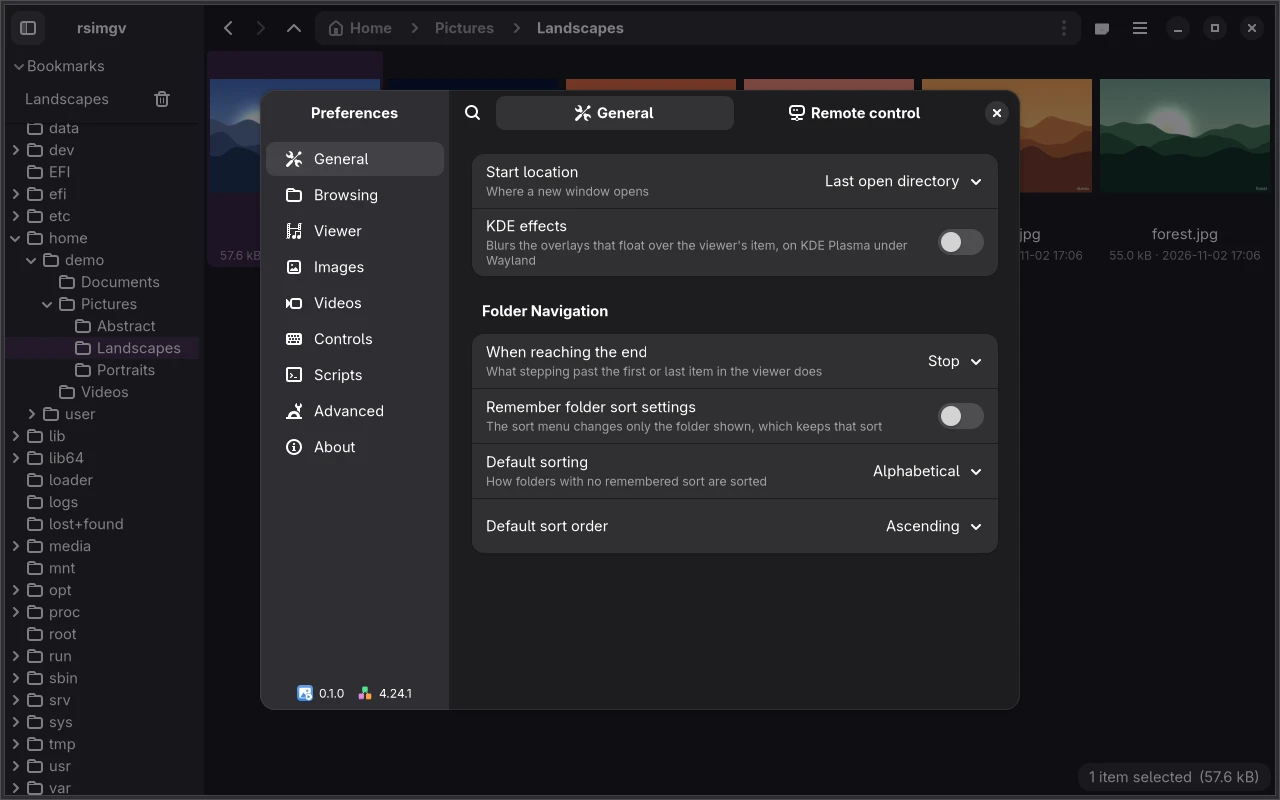 rsimgv
Home
Pictures
Landscapes
Bookmarks
Landscapes
data
dev
EFI
efi
etc
home
demo
Documents
Pictures
Abstract
Landscapes
Portraits
Videos
user
lib
lib64
loader
logs
lost+found
media
mnt
opt
proc
root
run
sbin
srv
sys
tmp
usr
var
57.6 kB
jpg
11-02 17:06
forest.jpg
55.0 kB · 2026-11-02 17:06
Preferences
General
Browsing
Viewer
Images
Videos
Controls
Scripts
Advanced
About
0.1.0
4.24.1
General
Remote control
Start location
Where a new window opens
Last open directory
KDE effects
Blurs the overlays that float over the viewer's item, on KDE Plasma under
Wayland
Folder Navigation
When reaching the end
What stepping past the first or last item in the viewer does
Stop
Remember folder sort settings
The sort menu changes only the folder shown, which keeps that sort
Default sorting
How folders with no remembered sort are sorted
Alphabetical
Default sort order
Ascending
1 item selected (57.6 kB)